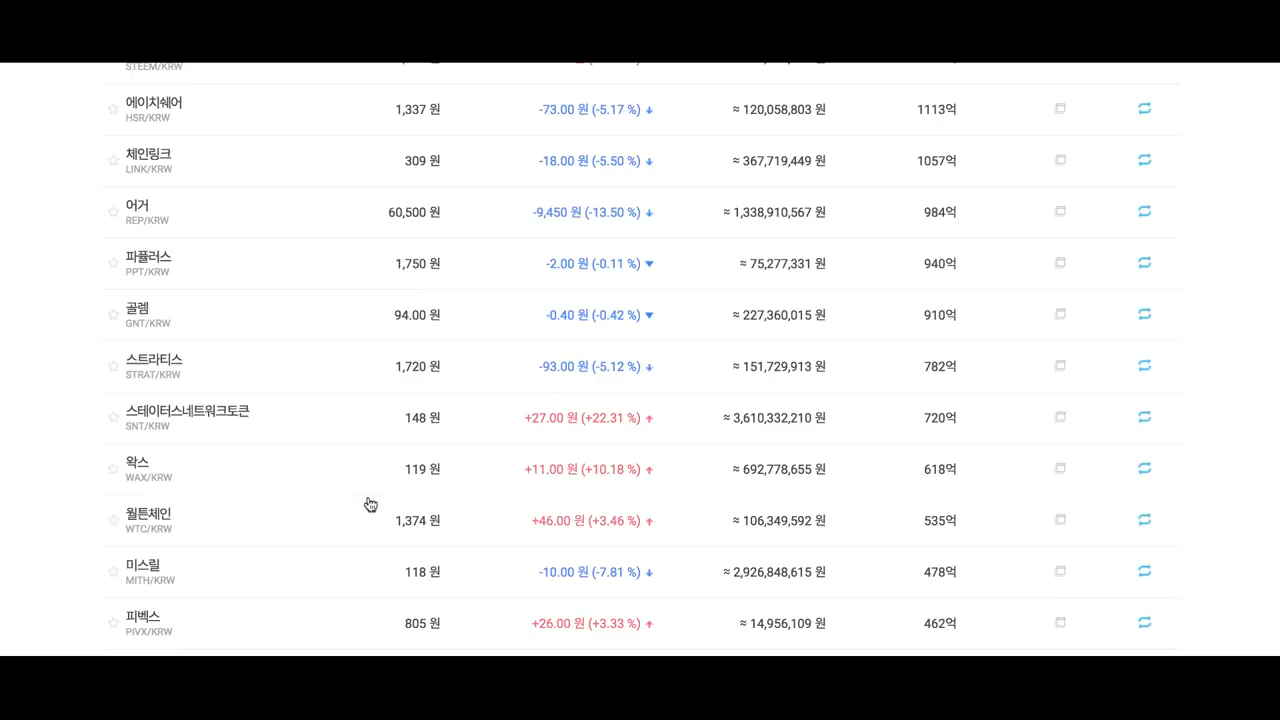 STEEM/KRW
에이치쉐어 1,337 원 -73.00 원 (-5.17 %) ↓ ≈ 120,058,803 원 1113억
HSR/KRW
체인링크 309 원 -18.00 원 (-5.50 %) ↓ ≈ 367,719,449 원 1057억
LINK/KRW
어거 60,500 원 -9,450 원 (-13.50 %) ↓ ≈ 1,338,910,567 원 984억
REP/KRW
파퓰러스 1,750 원 -2.00 원 (-0.11 %) ▼ ≈ 75,277,331 원 940억
PPT/KRW
골렘 94.00 원 -0.40 원 (-0.42 %) ▼ ≈ 227,360,015 원 910억
GNT/KRW
스트라티스 1,720 원 -93.00 원 (-5.12 %) ↓ ≈ 151,729,913 원 782억
STRAT/KRW
스테이터스네트워크토큰 148 원 +27.00 원 (+22.31 %) ↑ ≈ 3,610,332,210 원 720억
SNT/KRW
왁스 119 원 +11.00 원 (+10.18 %) ↑ ≈ 692,778,655 원 618억
WAX/KRW
월튼체인 1,374 원 +46.00 원 (+3.46 %) ↑ ≈ 106,349,592 원 535억
WTC/KRW
미스릴 118 원 -10.00 원 (-7.81 %) ↓ ≈ 2,926,848,615 원 478억
MITH/KRW
피벡스 805 원 +26.00 원 (+3.33 %) ↑ ≈ 14,956,109 원 462억
PIVX/KRW